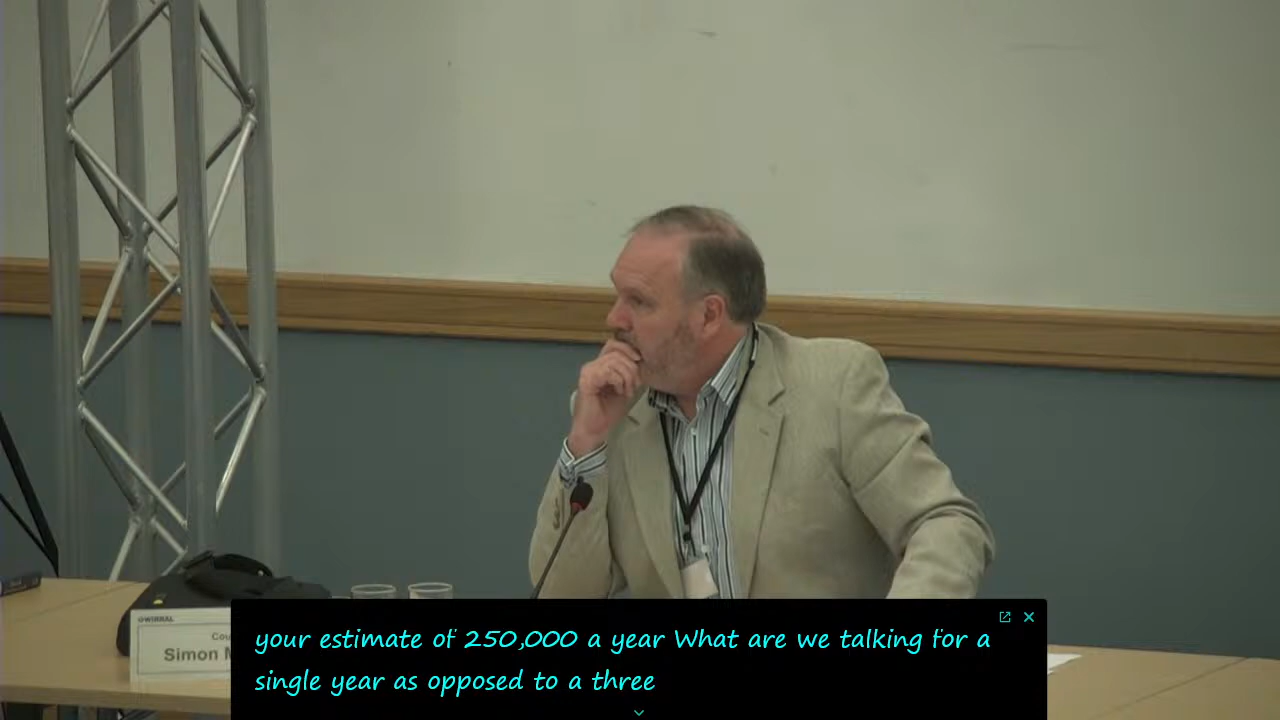 WIRRAL
Simon
your estimate of 250,000 a year What are we talking for a
single year as opposed to a three